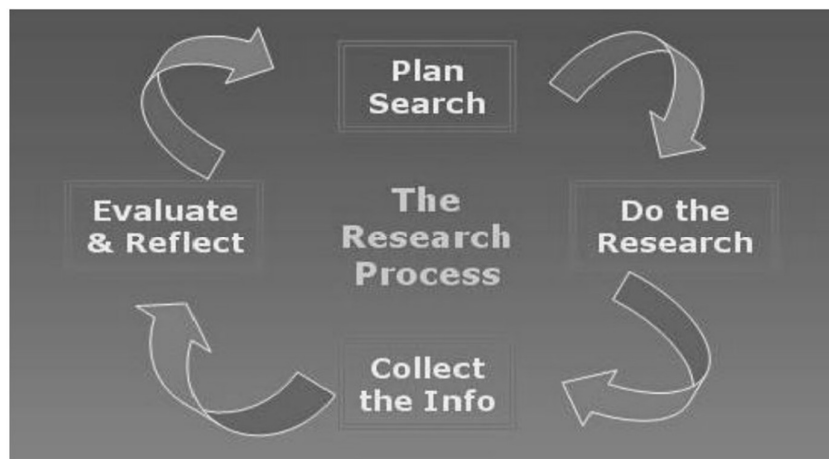 Plan
Search
Evaluate
& Reflect
The
Research
Process
Do the
Research
Collect
the Info